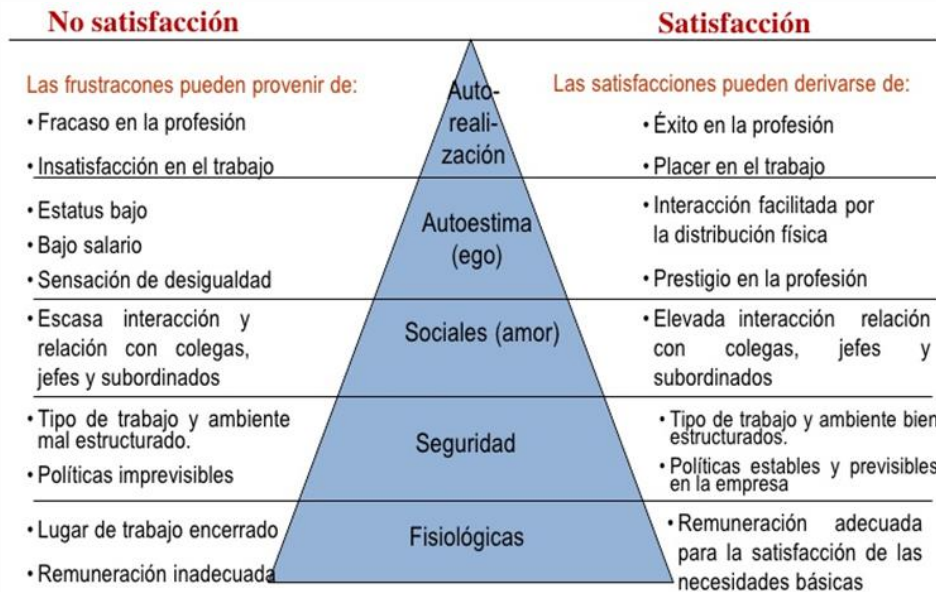 No satisfacción
Satisfacción
Las frustracones pueden provenir de:
Las satisfacciones pueden derivarse de:
• Fracaso en la profesión
• Insatisfacción en el trabajo
Auto-
reali-
zación
• Éxito en la profesión
• Placer en el trabajo
• Estatus bajo
• Bajo salario
• Sensación de desigualdad
Autoestima
(ego)
• Interacción facilitada por
la distribución física
• Prestigio en la profesión
• Escasa interacción y
relación con colegas,
jefes y subordinados
Sociales (amor)
• Elevada interacción relación
con colegas, jefes y
subordinados
• Tipo de trabajo y ambiente
mal estructurado.
• Políticas imprevisibles
Seguridad
• Tipo de trabajo y ambiente bien
estructurados.
• Políticas estables y previsibles
en la empresa
• Lugar de trabajo encerrado
• Remuneración inadecuada
Fisiológicas
• Remuneración adecuada
para la satisfacción de las
necesidades básicas